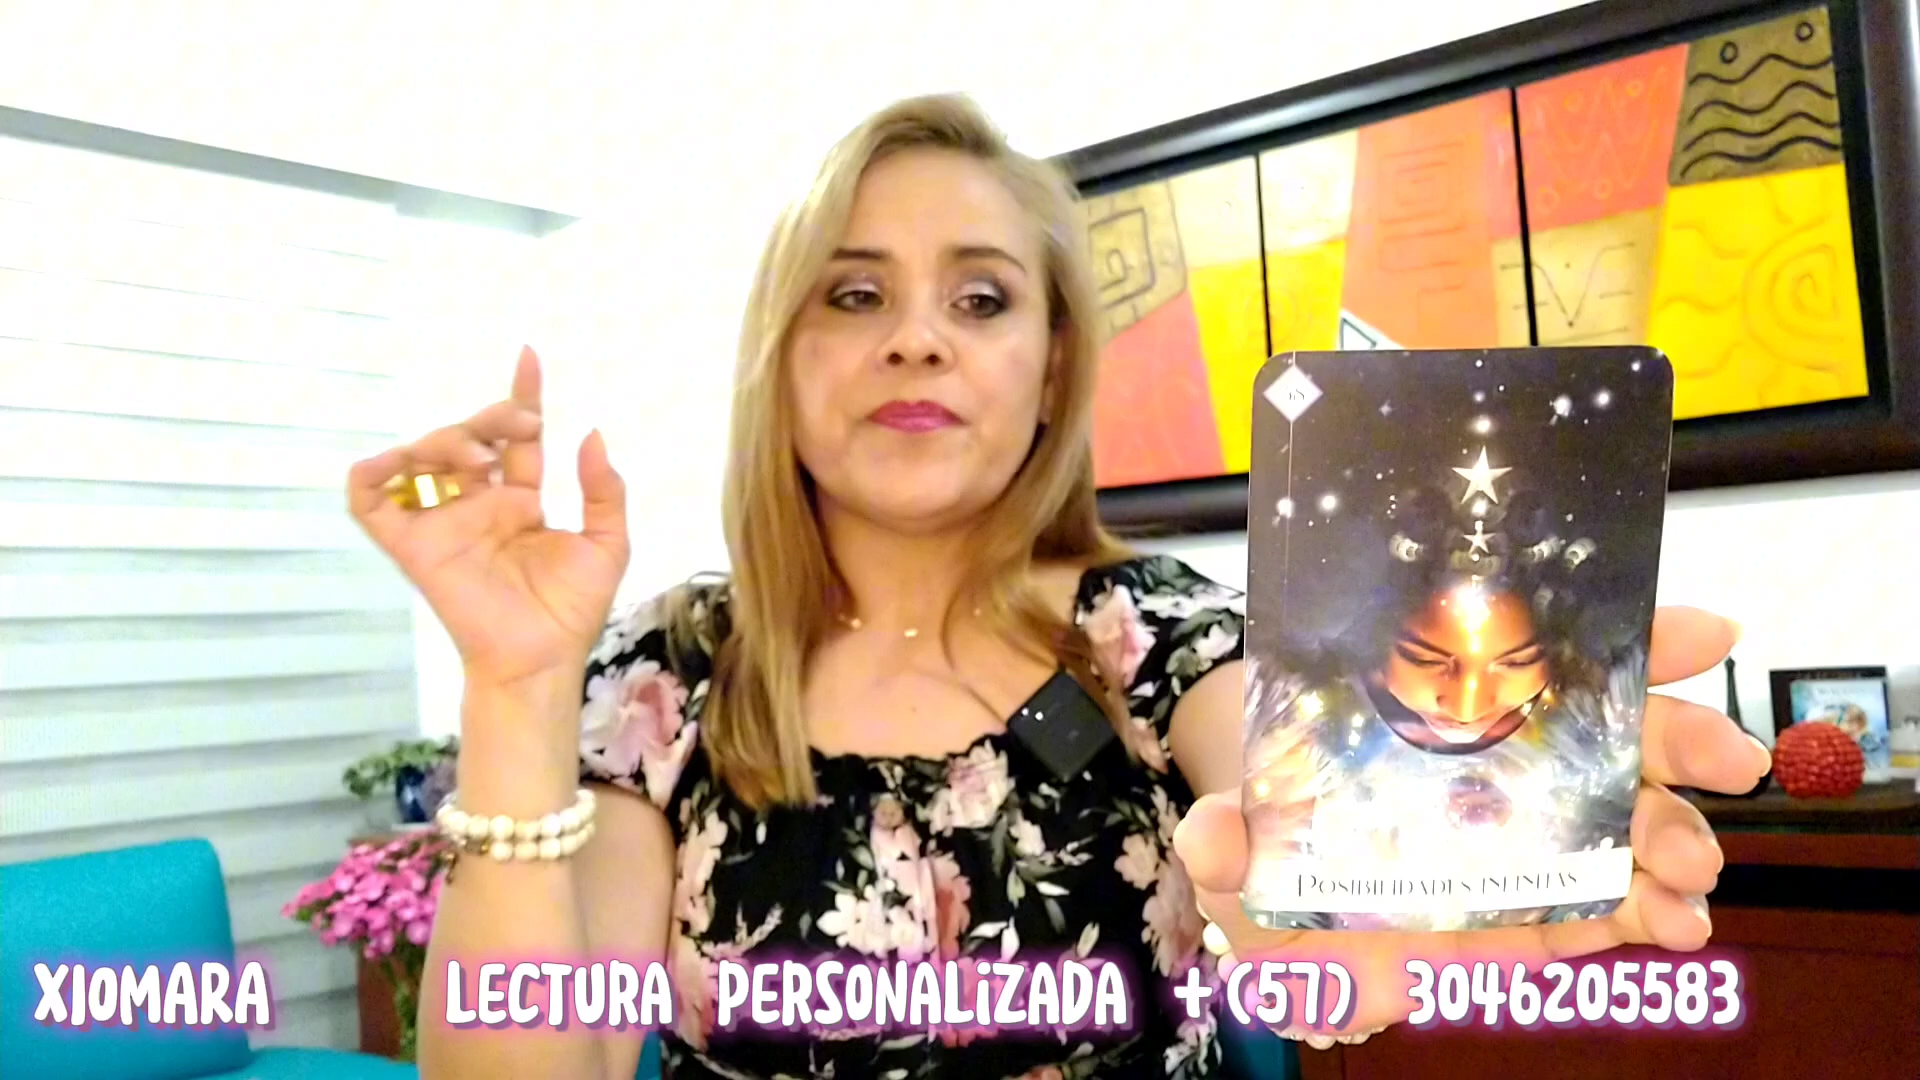 POSIBILIDADES INFINITAS
XIOMARA LECTURA PERSONALiZADA +(57) 3046205583